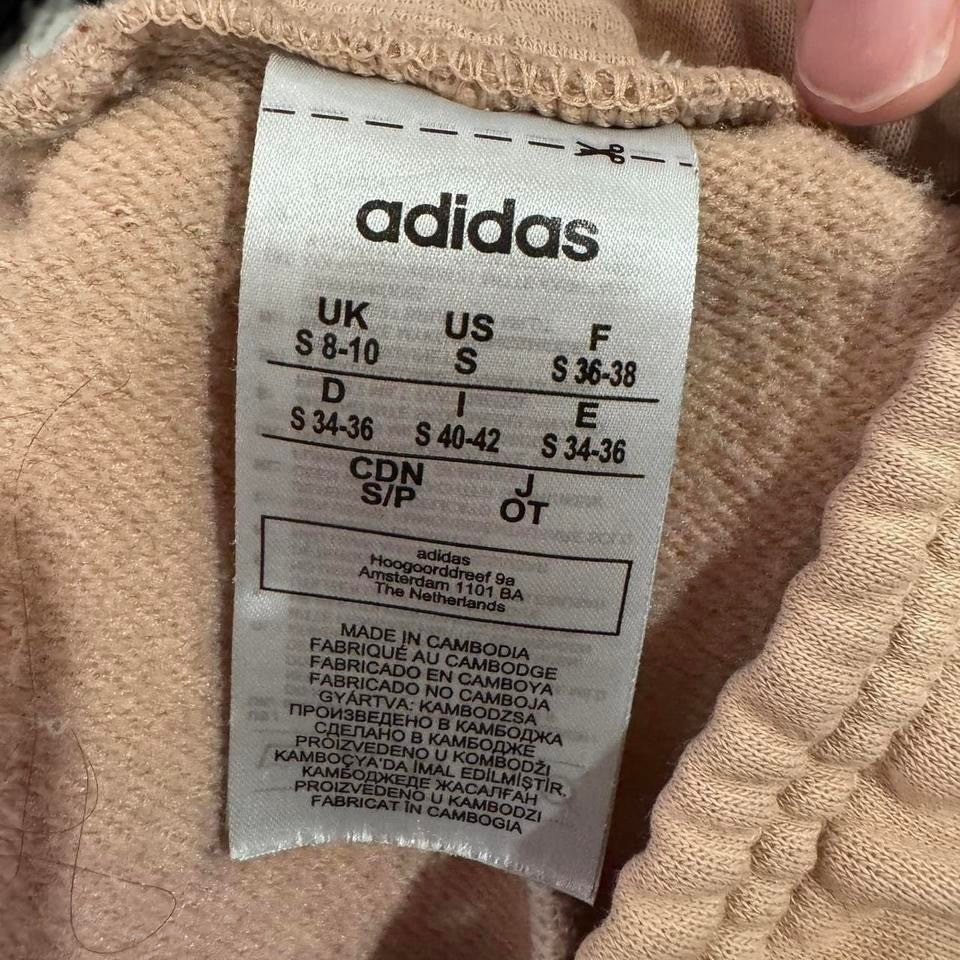 adidas
UK US F
S 8-10 S S 36-38
D I E
S 34-36 S 40-42 S 34-36
CDN J
S/P OT
adidas
Hoogoorddreef 9a
Amsterdam 1101 BA
The Netherlands
MADE IN CAMBODIA
FABRIQUÉ AU CAMBODGE
FABRICADO EN CAMBOYA
FABRICADO NO CAMBOJA
GYÁRTVA: KAMBODZSA
ПРОИЗВЕДЕНО В КАМБОДЖА
СДЕЛАНО В КАМБОДЖЕ
PROIZVEDENO U KOMBODŽI
KAMBOÇYA'DA İMAL EDİLMİŞTİR.
КАМБОДЖЕДЕ ЖАСАЛҒАН
PROIZVEDENO U KAMBODZI
FABRICAT ÎN CAMBOGIA